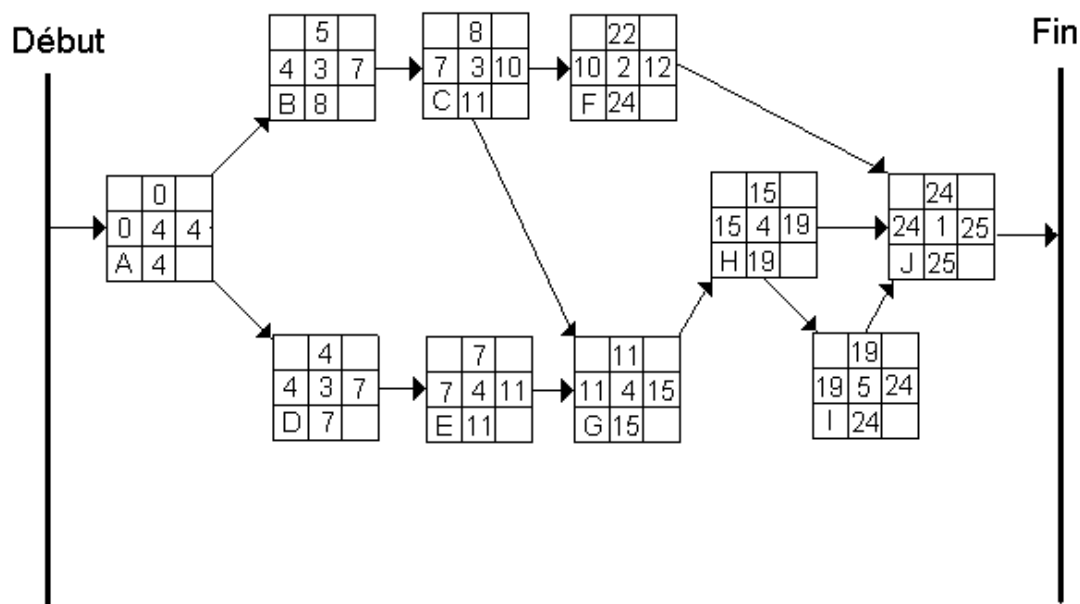 Début
Fin
5
4 3 7
B 8
8
7 3 10
C 11
22
10 2 12
F 24
0
0 4 4
A 4
15
15 4 19
H 19
24
24 1 25
J 25
4
4 3 7
D 7
7
7 4 11
E 11
11
11 4 15
G 15
19
19 5 24
I 24